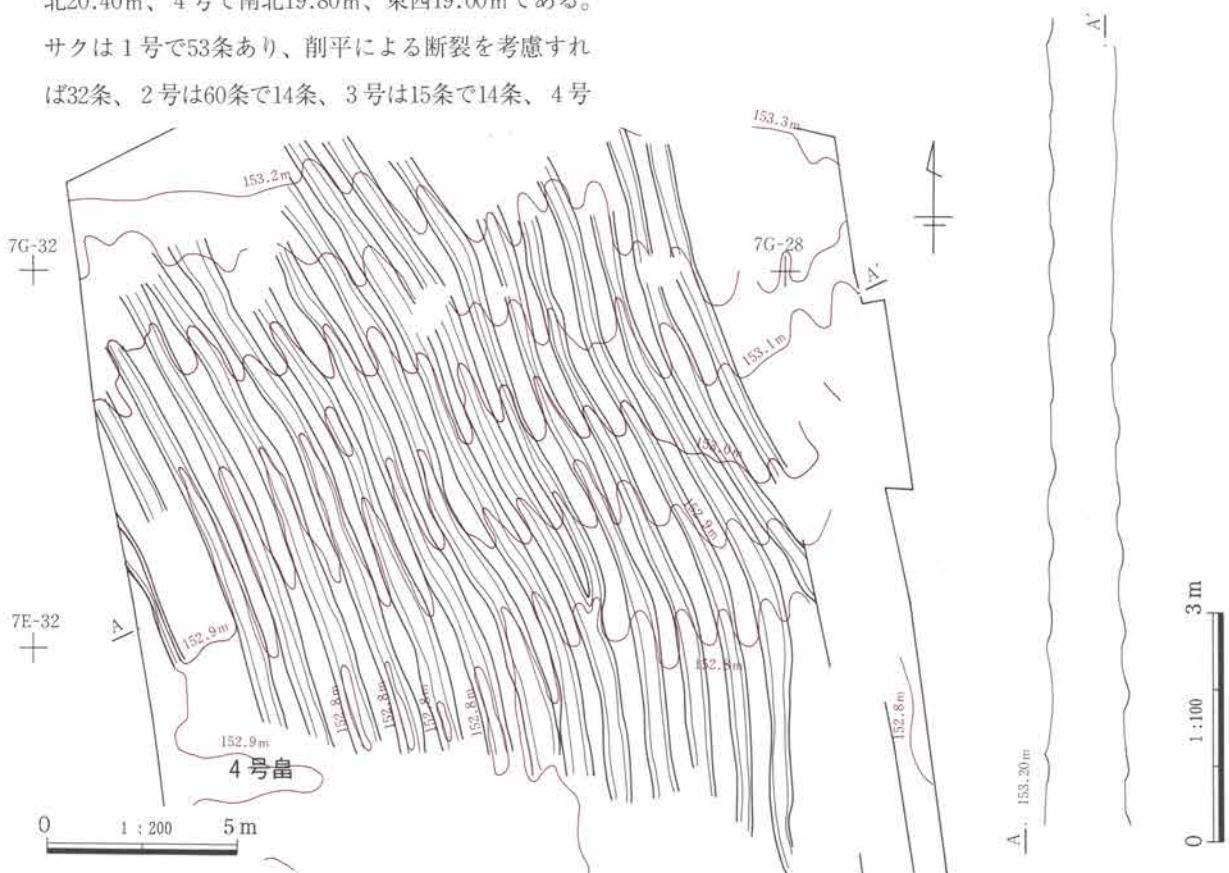 北20.40m、4号で南北19.80m、東西19.00mである。
サクは1号で53条あり、削平による断裂を考慮すれ
ば32条、2号は60条で14条、3号は15条で14条、4号
A'
153.3m
153.2m
7G-32
7G-28
A'
153.1m
153.0m
152.9m
7E-32
A
152.9m
152.8m
152.8m
152.8m
152.8m
152.8m
152.8m
152.9m
4号畠
0 1:200 5m
A 153.20m
0 1:100 3m